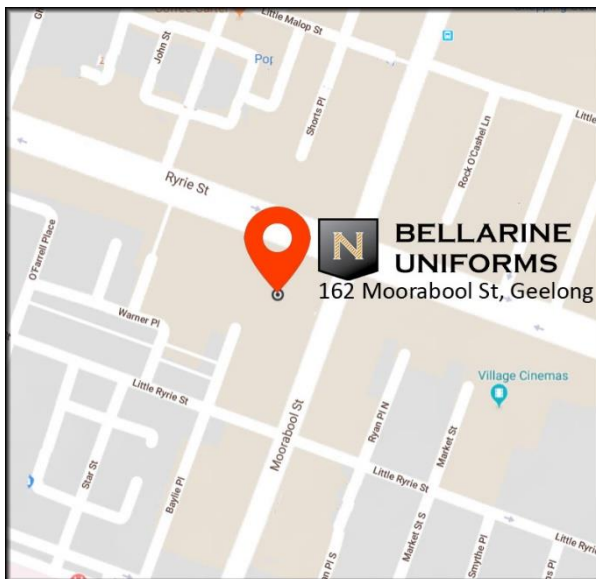 Little Malop St
John St
Pop
Shorts Pl
Rock O'Cashel Ln
Little
Ryrie St
O'Farrell Place
N
BELLARINE
UNIFORMS
162 Moorabool St, Geelong
Warner Pl
Village Cinemas
Little Ryrie St
Moorabool St
Ryan Pl N
Market St
Star St
Baylie Pl
Little Ryrie St
Market St S
Smythe Pl
Little Ryr